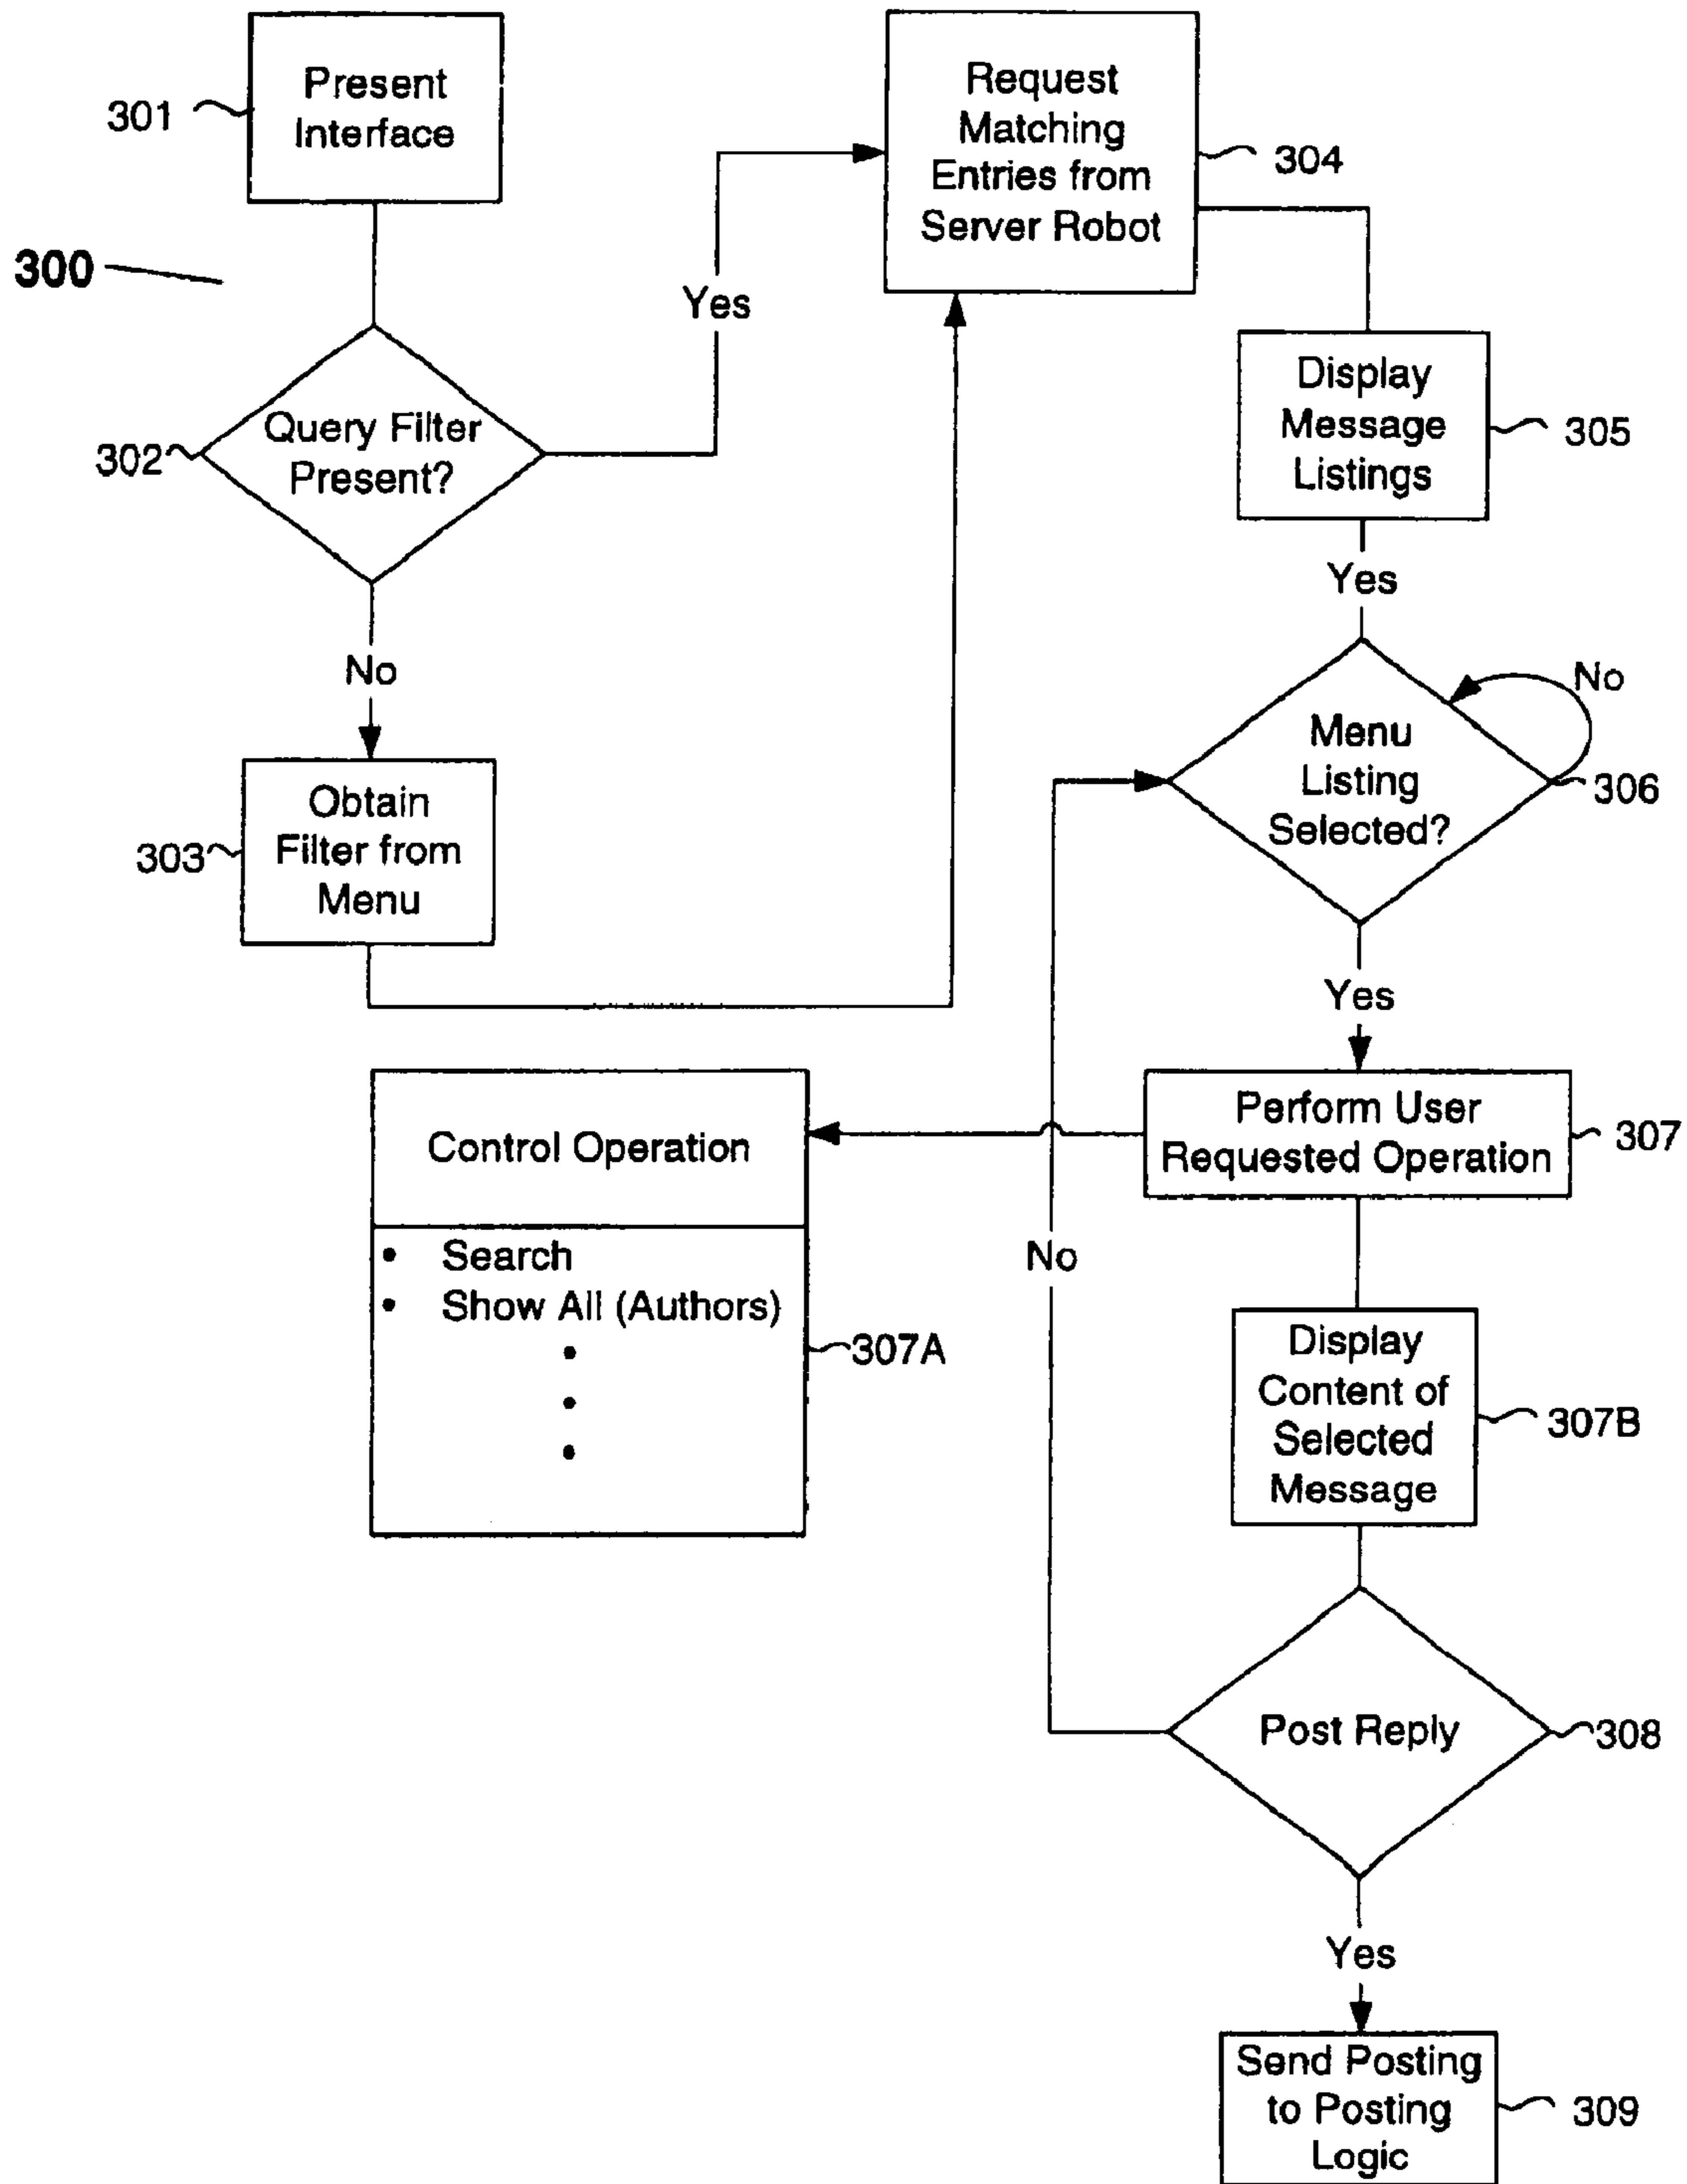 Present
Interface
301
300
Query Filter
Present?
302
Yes
No
Obtain
Filter from
Menu
303
Request
Matching
Entries from
Server Robot
304
Display
Message
Listings
305
Yes
Menu
Listing
Selected?
306
No
Yes
Perform User
Requested Operation
307
Control Operation
• Search
• Show All (Authors)
•
•
•
307A
No
Display
Content of
Selected
Message
307B
Post Reply
308
Yes
Send Posting
to Posting
Logic
309